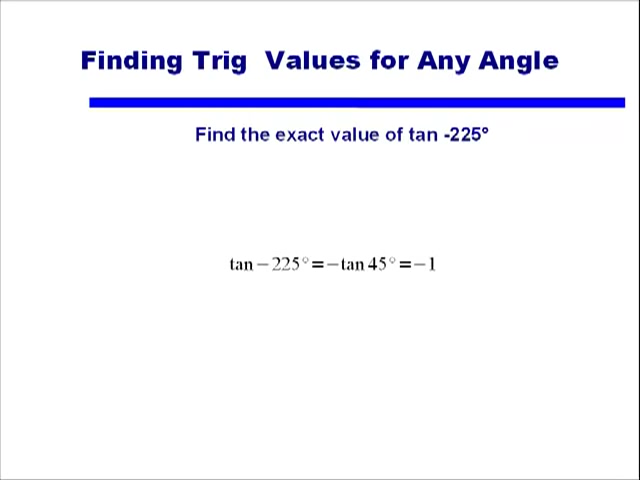 Finding Trig Values for Any Angle
Find the exact value of tan -225°
tan −225° = −tan 45° = −1